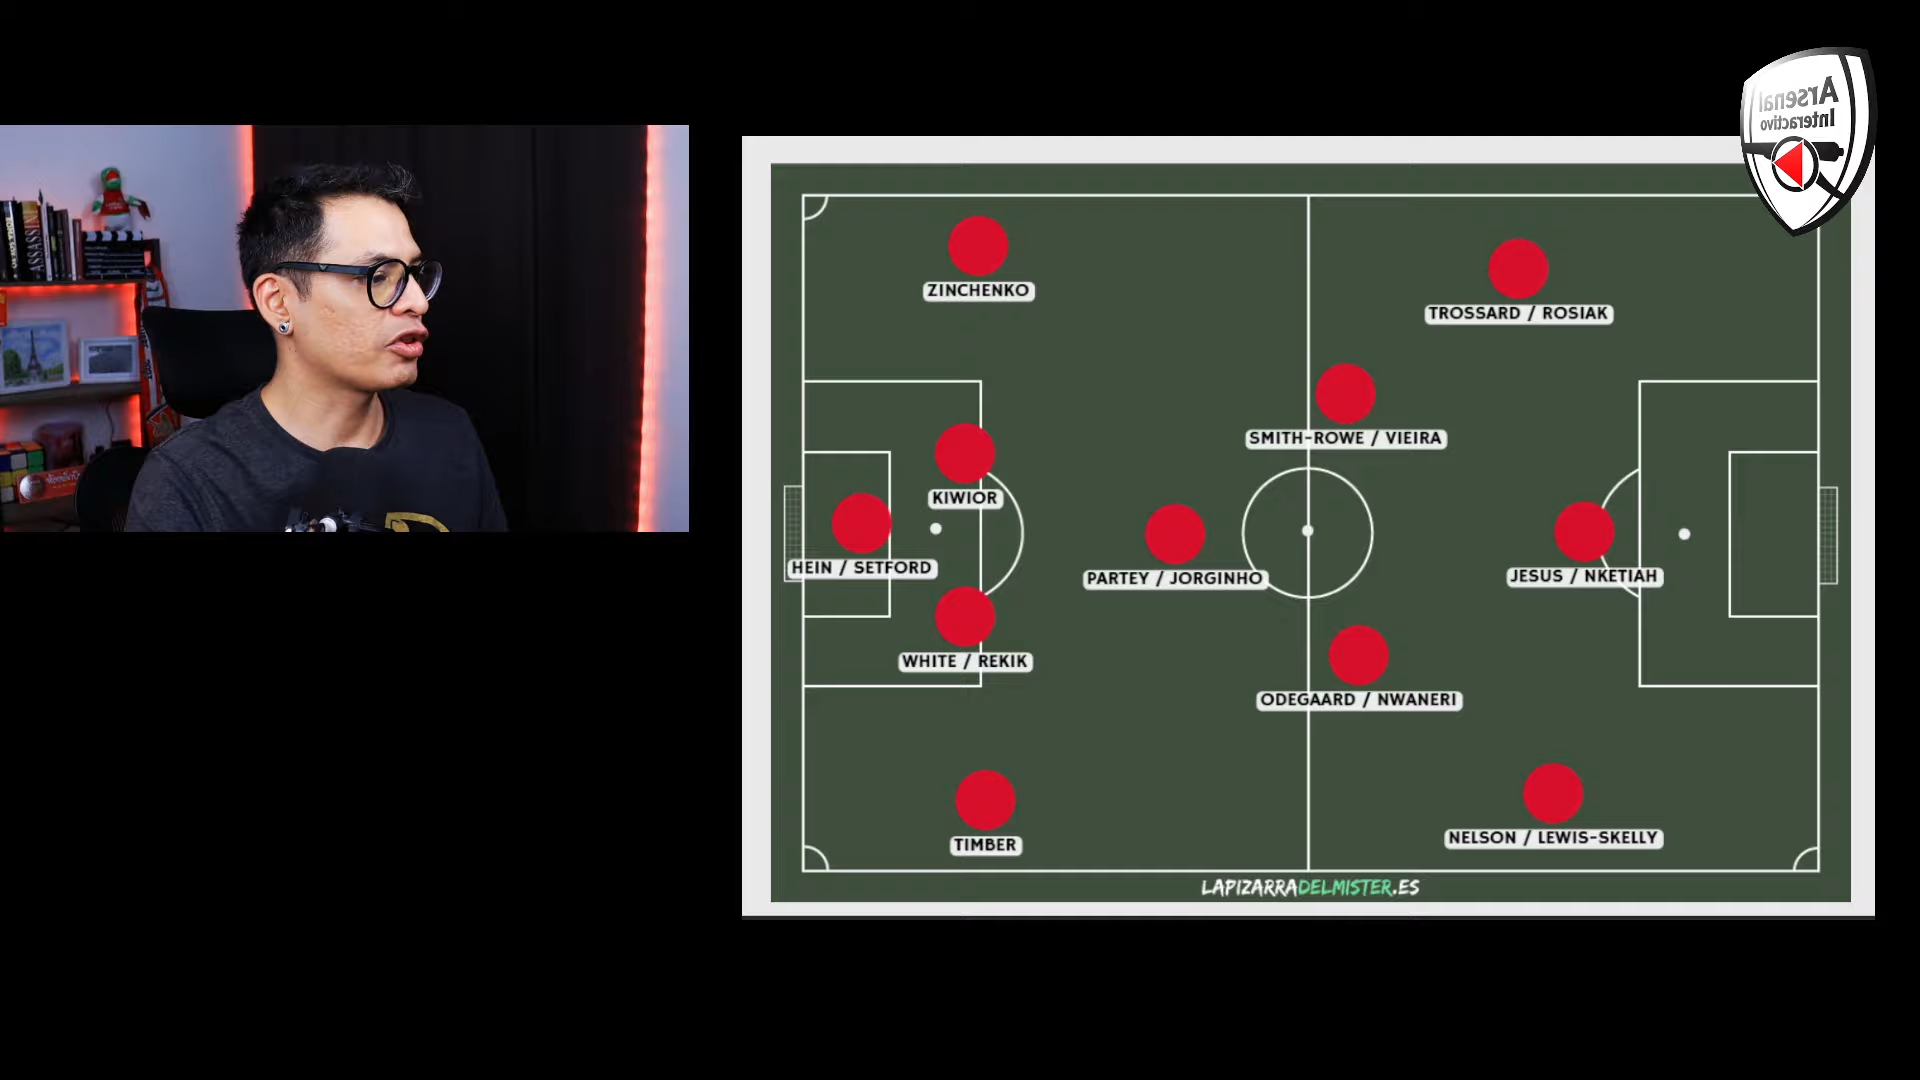 Arsenal
Interactivo
ASSASSINI
ZINCHENKO
TROSSARD / ROSIAK
SMITH-ROWE / VIEIRA
KIWIOR
HEIN / SETFORD
PARTEY / JORGINHO
JESUS / NKETIAH
WHITE / REKIK
ODEGAARD / NWANERI
TIMBER
NELSON / LEWIS-SKELLY
LAPIZARRADELMISTER.ES